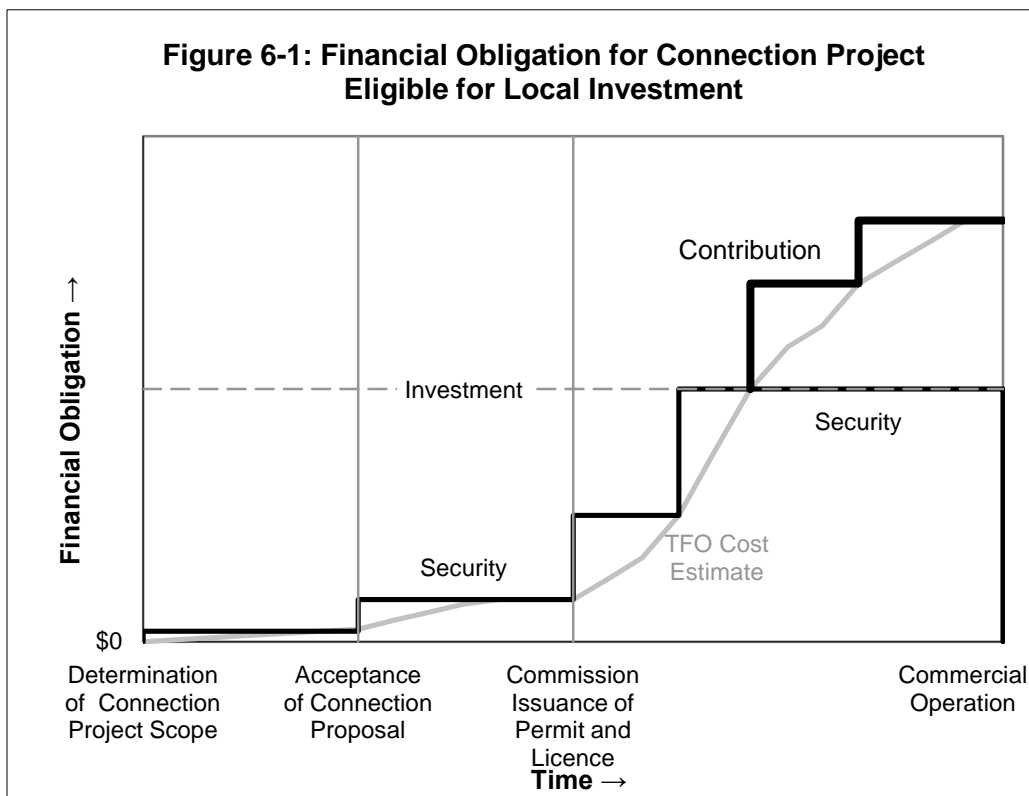 Figure 6-1: Financial Obligation for Connection Project
Eligible for Local Investment
Financial Obligation →
Contribution
Investment
Security
Security
TFO Cost
Estimate
$0
Determination
of Connection
Project Scope
Acceptance
of Connection
Proposal
Commission
Issuance of
Permit and
Licence
Commercial
Operation
Time →